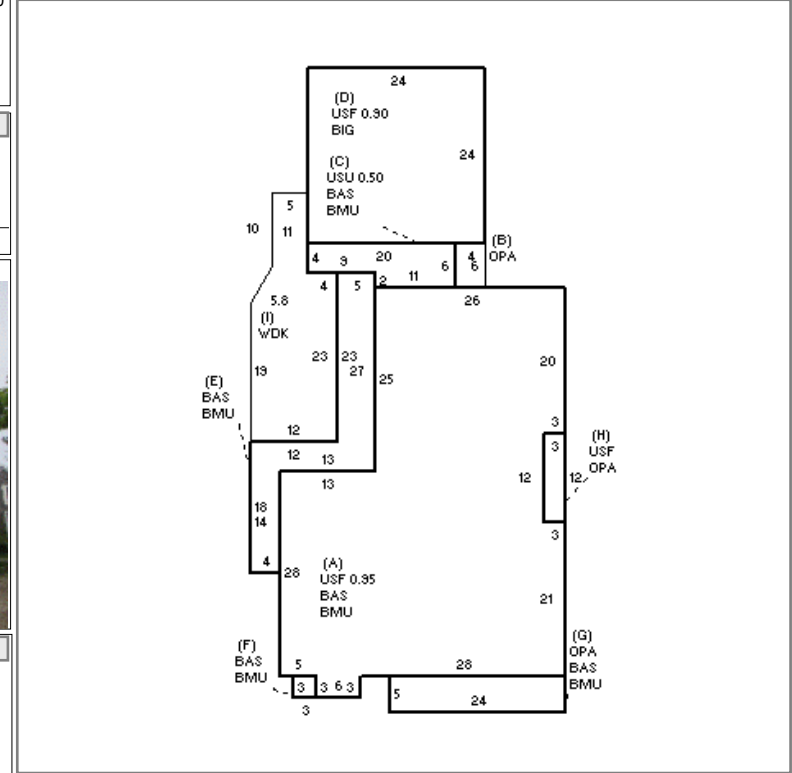 24
(D)
USF 0.90
BIG
24
(C)
USU 0.50
BAS
BMU
5
10
11
(B)
OPA
4
9
20
6
4
6
4
5
2
11
26
5.8
(I)
WDK
23
23
27
25
20
19
(E)
BAS
BMU
3
3
(H)
USF
OPA
12
12
12
13
12
12
13
18
14
3
4
28
(A)
USF 0.95
BAS
BMU
21
(G)
OPA
BAS
BMU
(F)
BAS
BMU
5
28
3
3
6
3
5
24
3